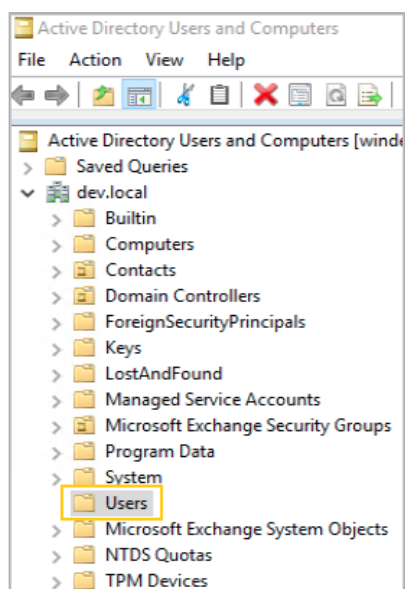 Active Directory Users and Computers
File Action View Help
Active Directory Users and Computers [winde
Saved Queries
dev.local
Builtin
Computers
Contacts
Domain Controllers
ForeignSecurityPrincipals
Keys
LostAndFound
Managed Service Accounts
Microsoft Exchange Security Groups
Program Data
System
Users
Microsoft Exchange System Objects
NTDS Quotas
TPM Devices